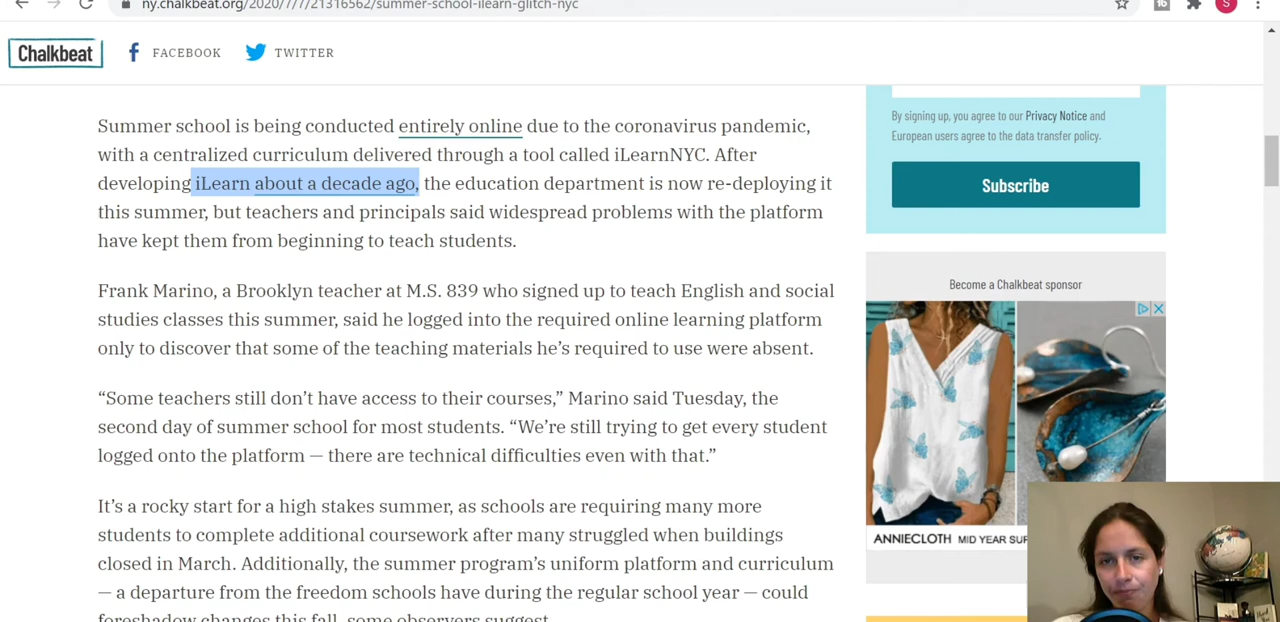 ny.chalkbeat.org/2020/7/7/21316562/summer-school-ilearn-glitch-nyc
S
Chalkbeat
FACEBOOK
TWITTER
Summer school is being conducted entirely online due to the coronavirus pandemic,
with a centralized curriculum delivered through a tool called iLearnNYC. After
developing iLearn about a decade ago, the education department is now re-deploying it
this summer, but teachers and principals said widespread problems with the platform
have kept them from beginning to teach students.
Frank Marino, a Brooklyn teacher at M.S. 839 who signed up to teach English and social
studies classes this summer, said he logged into the required online learning platform
only to discover that some of the teaching materials he’s required to use were absent.
“Some teachers still don’t have access to their courses,” Marino said Tuesday, the
second day of summer school for most students. “We’re still trying to get every student
logged onto the platform — there are technical difficulties even with that.”
It’s a rocky start for a high stakes summer, as schools are requiring many more
students to complete additional coursework after many struggled when buildings
closed in March. Additionally, the summer program’s uniform platform and curriculum
— a departure from the freedom schools have during the regular school year — could
foreshadow changes this fall, some observers suggest.
By signing up, you agree to our Privacy Notice and
European users agree to the data transfer policy.
Subscribe
Become a Chalkbeat sponsor
ANNIECLOTH MID YEAR SUR